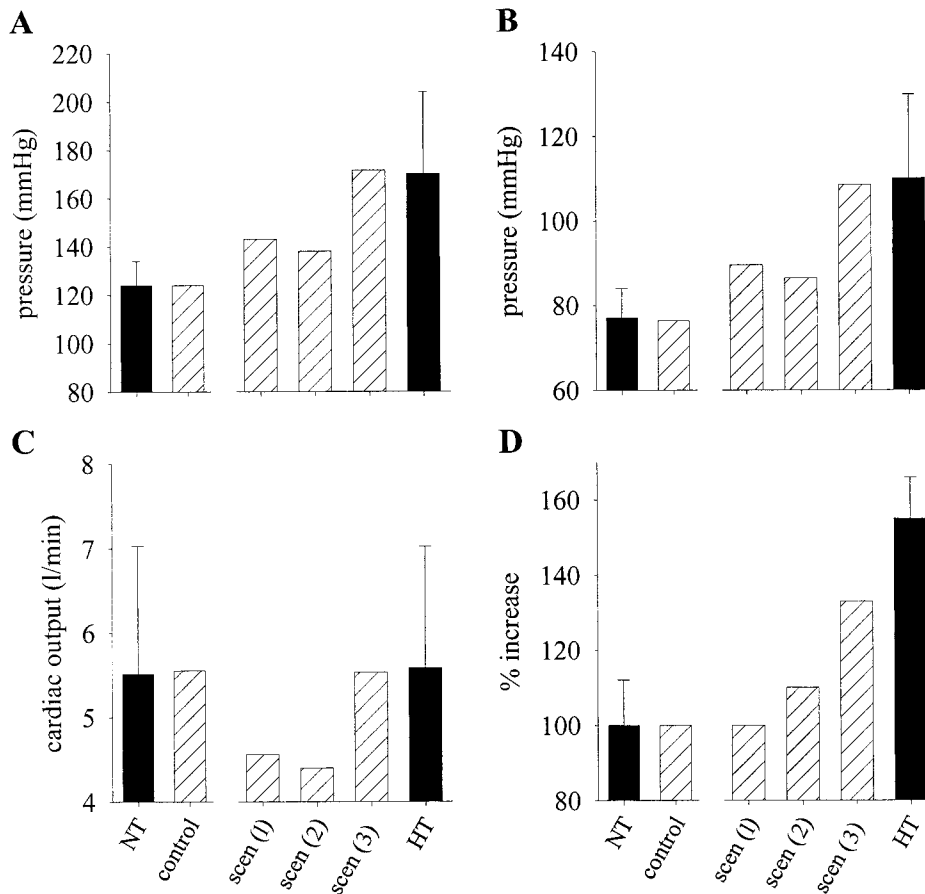 A
220
200
180
160
140
120
100
80
pressure (mmHg)
B
140
120
100
80
60
pressure (mmHg)
C
8
7
6
5
4
cardiac output (l/min)
NT
control
scen (1)
scen (2)
scen (3)
HT
D
160
140
120
100
80
% increase
NT
control
scen (1)
scen (2)
scen (3)
HT